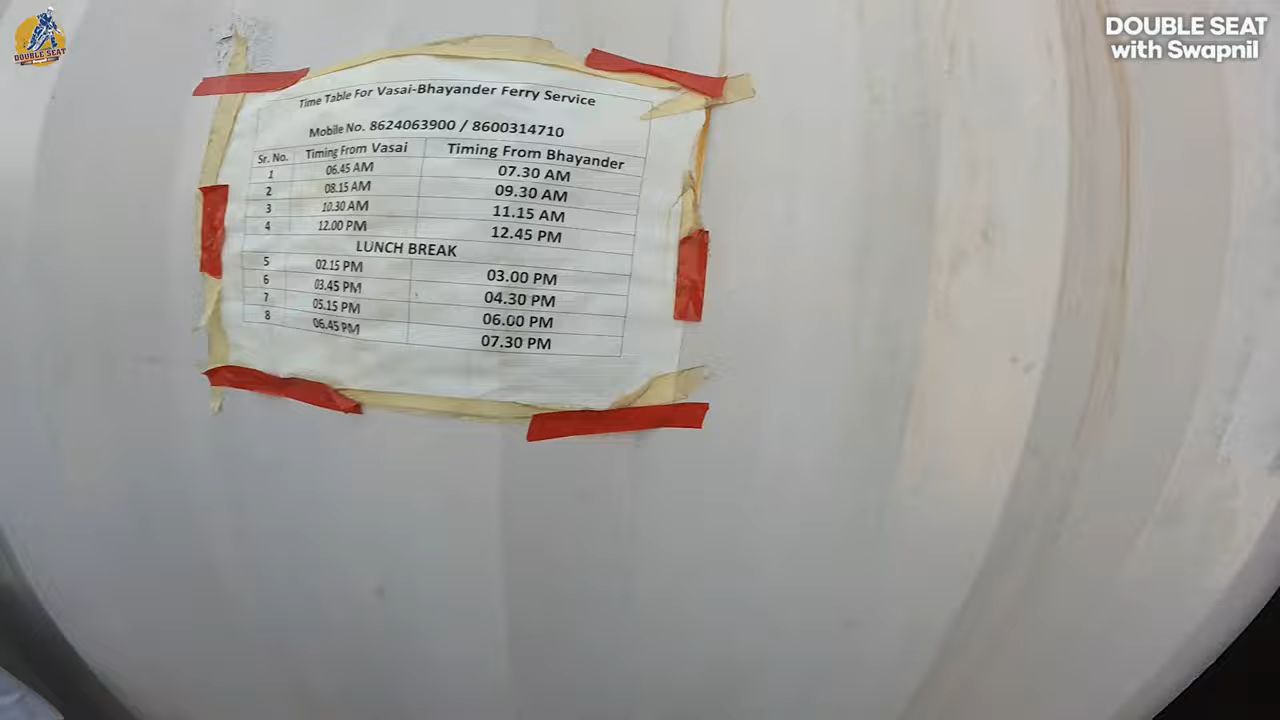 DOUBLE SEAT
DOUBLE SEAT
with Swapnil
Time Table For Vasai-Bhayander Ferry Service
Mobile No. 8624063900 / 8600314710
Sr. No. Timing From Vasai Timing From Bhayander
1 06.45 AM 07.30 AM
2 08.15 AM 09.30 AM
3 10.30 AM 11.15 AM
4 12.00 PM 12.45 PM
LUNCH BREAK
5 02.15 PM 03.00 PM
6 03.45 PM 04.30 PM
7 05.15 PM 06.00 PM
8 06.45 PM 07.30 PM